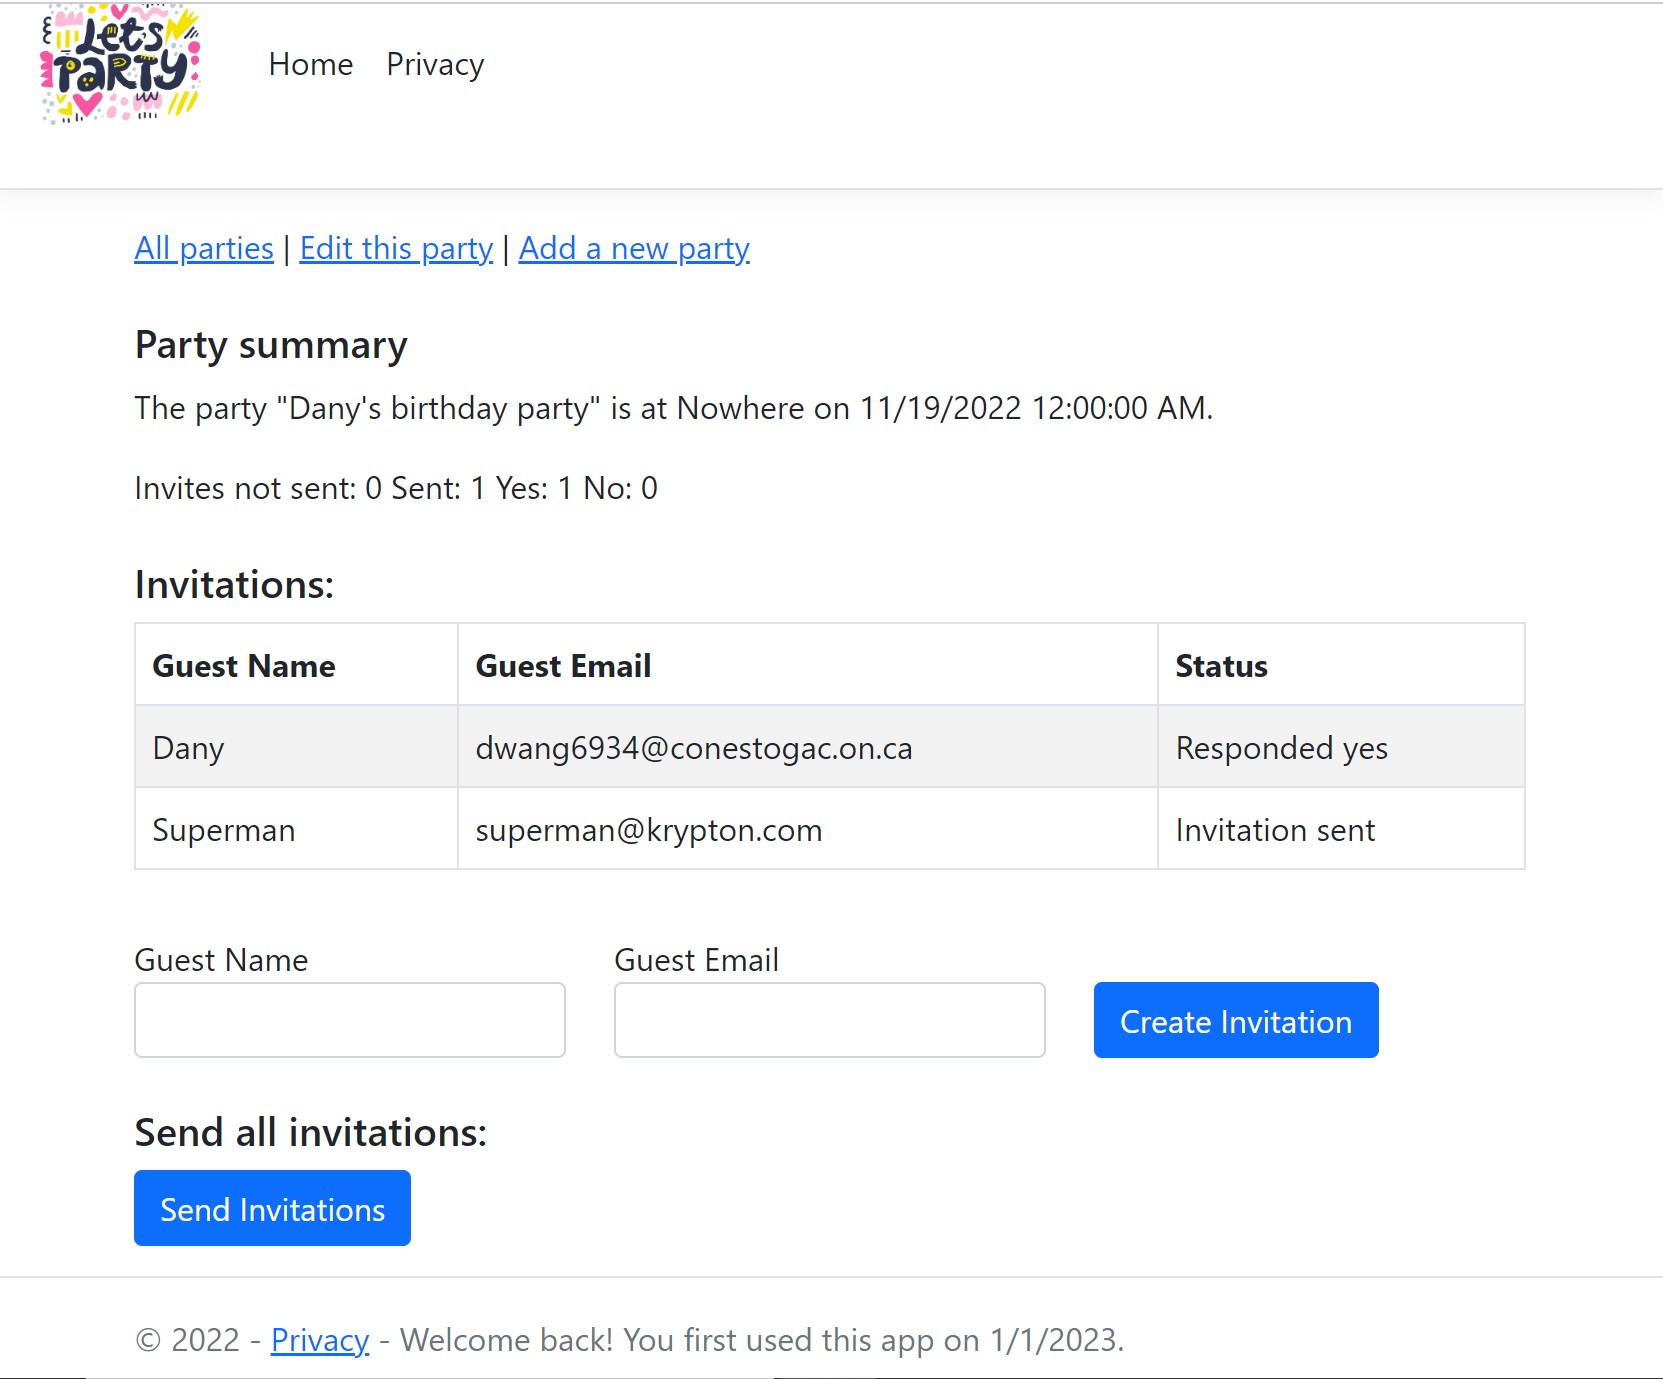 Lets
PARTY
Home Privacy
All parties | Edit this party | Add a new party
Party summary
The party "Dany's birthday party" is at Nowhere on 11/19/2022 12:00:00 AM.
Invites not sent: 0 Sent: 1 Yes: 1 No: 0
Invitations:
Guest Name Guest Email Status
Dany dwang6934@conestogac.on.ca Responded yes
Superman superman@krypton.com Invitation sent
Guest Name Guest Email
Create Invitation
Send all invitations:
Send Invitations
© 2022 - Privacy - Welcome back! You first used this app on 1/1/2023.